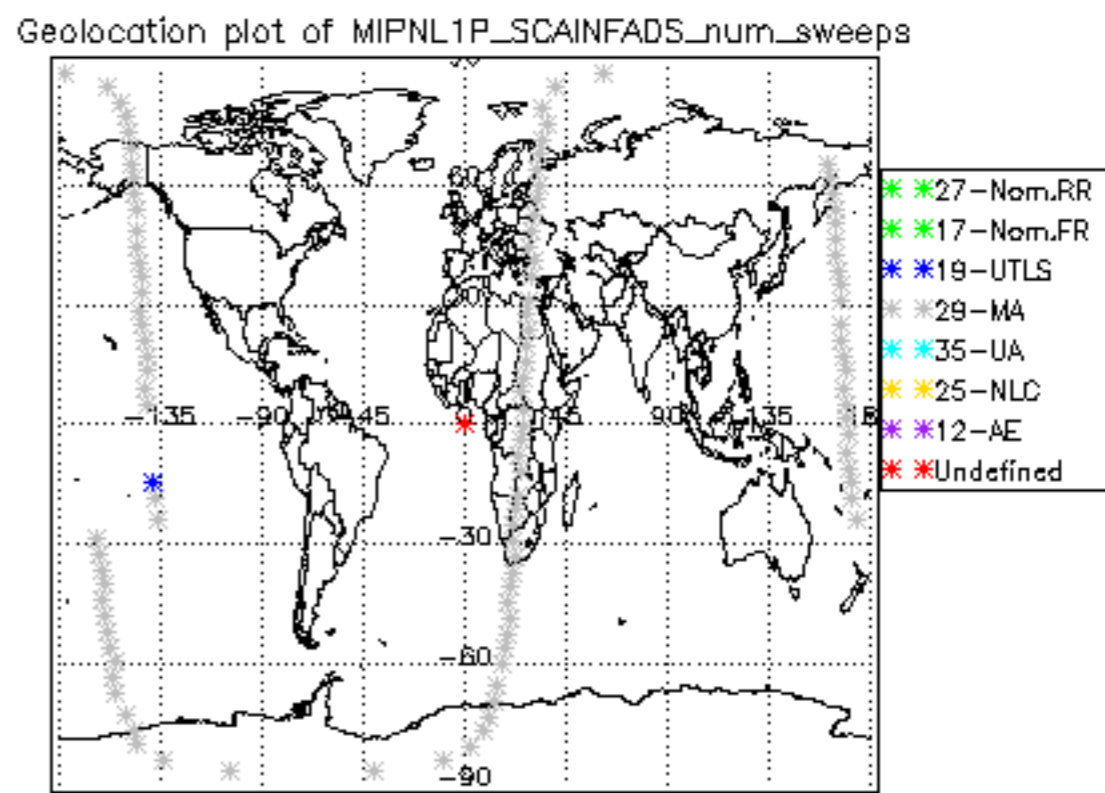 Geolocation plot of MIPNL1P_SCAINFADS_num_sweeps
27-Nom.RR
17-Nom.FR
19-UTLS
29-MA
35-UA
25-NLC
12-AE
Undefined
60
-135
-90
45
90
135
-30
-60
-90